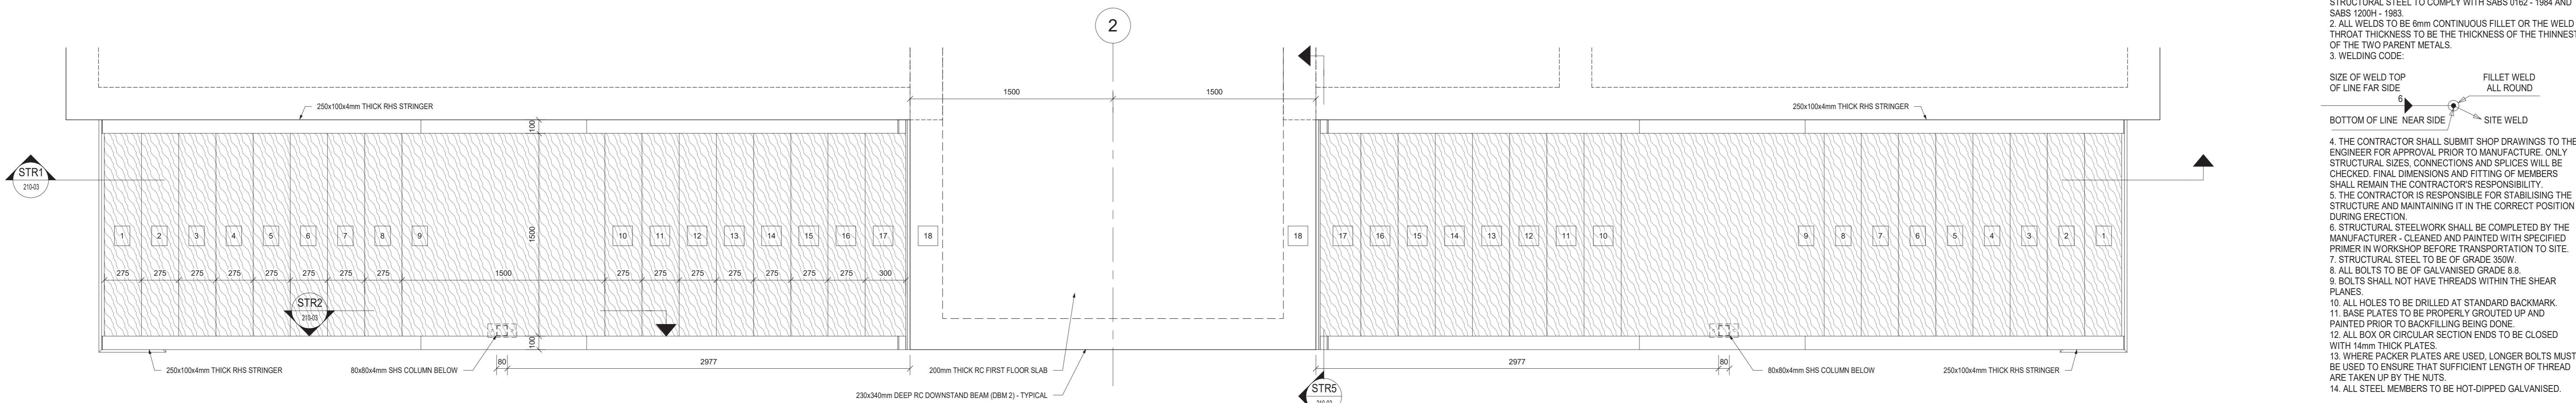 2
1500
1500
250x100x4mm THICK RHS STRINGER
250x100x4mm THICK RHS STRINGER
100
STR1
210-03
1500
1
2
3
4
5
6
7
8
9
10
11
12
13
14
15
16
17
18
18
17
16
15
14
13
12
11
10
9
8
7
6
5
4
3
2
1
275
275
275
275
275
275
275
275
1500
275
275
275
275
275
275
275
300
STR2
210-03
100
80
2977
2977
80
250x100x4mm THICK RHS STRINGER
80x80x4mm SHS COLUMN BELOW
200mm THICK RC FIRST FLOOR SLAB
80x80x4mm SHS COLUMN BELOW
250x100x4mm THICK RHS STRINGER
STR5
230x340mm DEEP RC DOWNSTAND BEAM (DBM 2) - TYPICAL
STRUCTURAL STEEL TO COMPLY WITH SABS 0162 - 1984 AND
SABS 1200H - 1983.
2. ALL WELDS TO BE 6mm CONTINUOUS FILLET OR THE WELD
THROAT THICKNESS TO BE THE THICKNESS OF THE THINNEST
OF THE TWO PARENT METALS.
3. WELDING CODE:
SIZE OF WELD TOP
OF LINE FAR SIDE
FILLET WELD
ALL ROUND
6
BOTTOM OF LINE NEAR SIDE
SITE WELD
4. THE CONTRACTOR SHALL SUBMIT SHOP DRAWINGS TO THE
ENGINEER FOR APPROVAL PRIOR TO MANUFACTURE. ONLY
STRUCTURAL SIZES, CONNECTIONS AND SPLICES WILL BE
CHECKED. FINAL DIMENSIONS AND FITTING OF MEMBERS
SHALL REMAIN THE CONTRACTOR'S RESPONSIBILITY.
5. THE CONTRACTOR IS RESPONSIBLE FOR STABILISING THE
STRUCTURE AND MAINTAINING IT IN THE CORRECT POSITION
DURING ERECTION.
6. STRUCTURAL STEELWORK SHALL BE COMPLETED BY THE
MANUFACTURER - CLEANED AND PAINTED WITH SPECIFIED
PRIMER IN WORKSHOP BEFORE TRANSPORTATION TO SITE.
7. STRUCTURAL STEEL TO BE OF GRADE 350W.
8. ALL BOLTS TO BE OF GALVANISED GRADE 8.8.
9. BOLTS SHALL NOT HAVE THREADS WITHIN THE SHEAR
PLANES.
10. ALL HOLES TO BE DRILLED AT STANDARD BACKMARK.
11. BASE PLATES TO BE PROPERLY GROUTED UP AND
PAINTED PRIOR TO BACKFILLING BEING DONE.
12. ALL BOX OR CIRCULAR SECTION ENDS TO BE CLOSED
WITH 14mm THICK PLATES.
13. WHERE PACKER PLATES ARE USED, LONGER BOLTS MUST
BE USED TO ENSURE THAT SUFFICIENT LENGTH OF THREAD
ARE TAKEN UP BY THE NUTS.
14. ALL STEEL MEMBERS TO BE HOT-DIPPED GALVANISED.